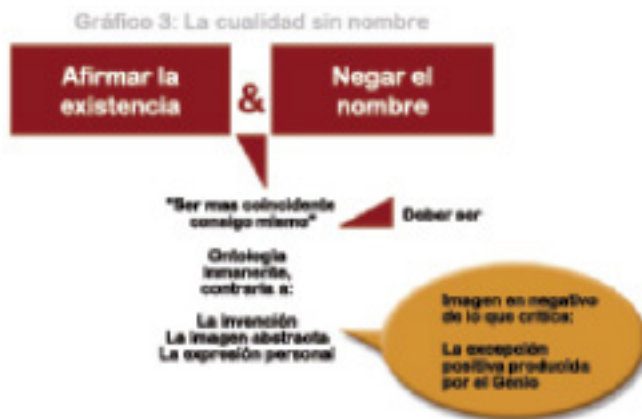 Gráfico 3: La cualidad sin nombre
Afirmar la
existencia
&
Negar el
nombre
"Ser mas coincidente
consigo mismo"
Deber ser
Ontología
inmanente,
contraria a:
La invención
La imagen abstracta
La expresión personal
Imagen en negativo
de lo que critica:
La excepción
positiva producida
por el Genio